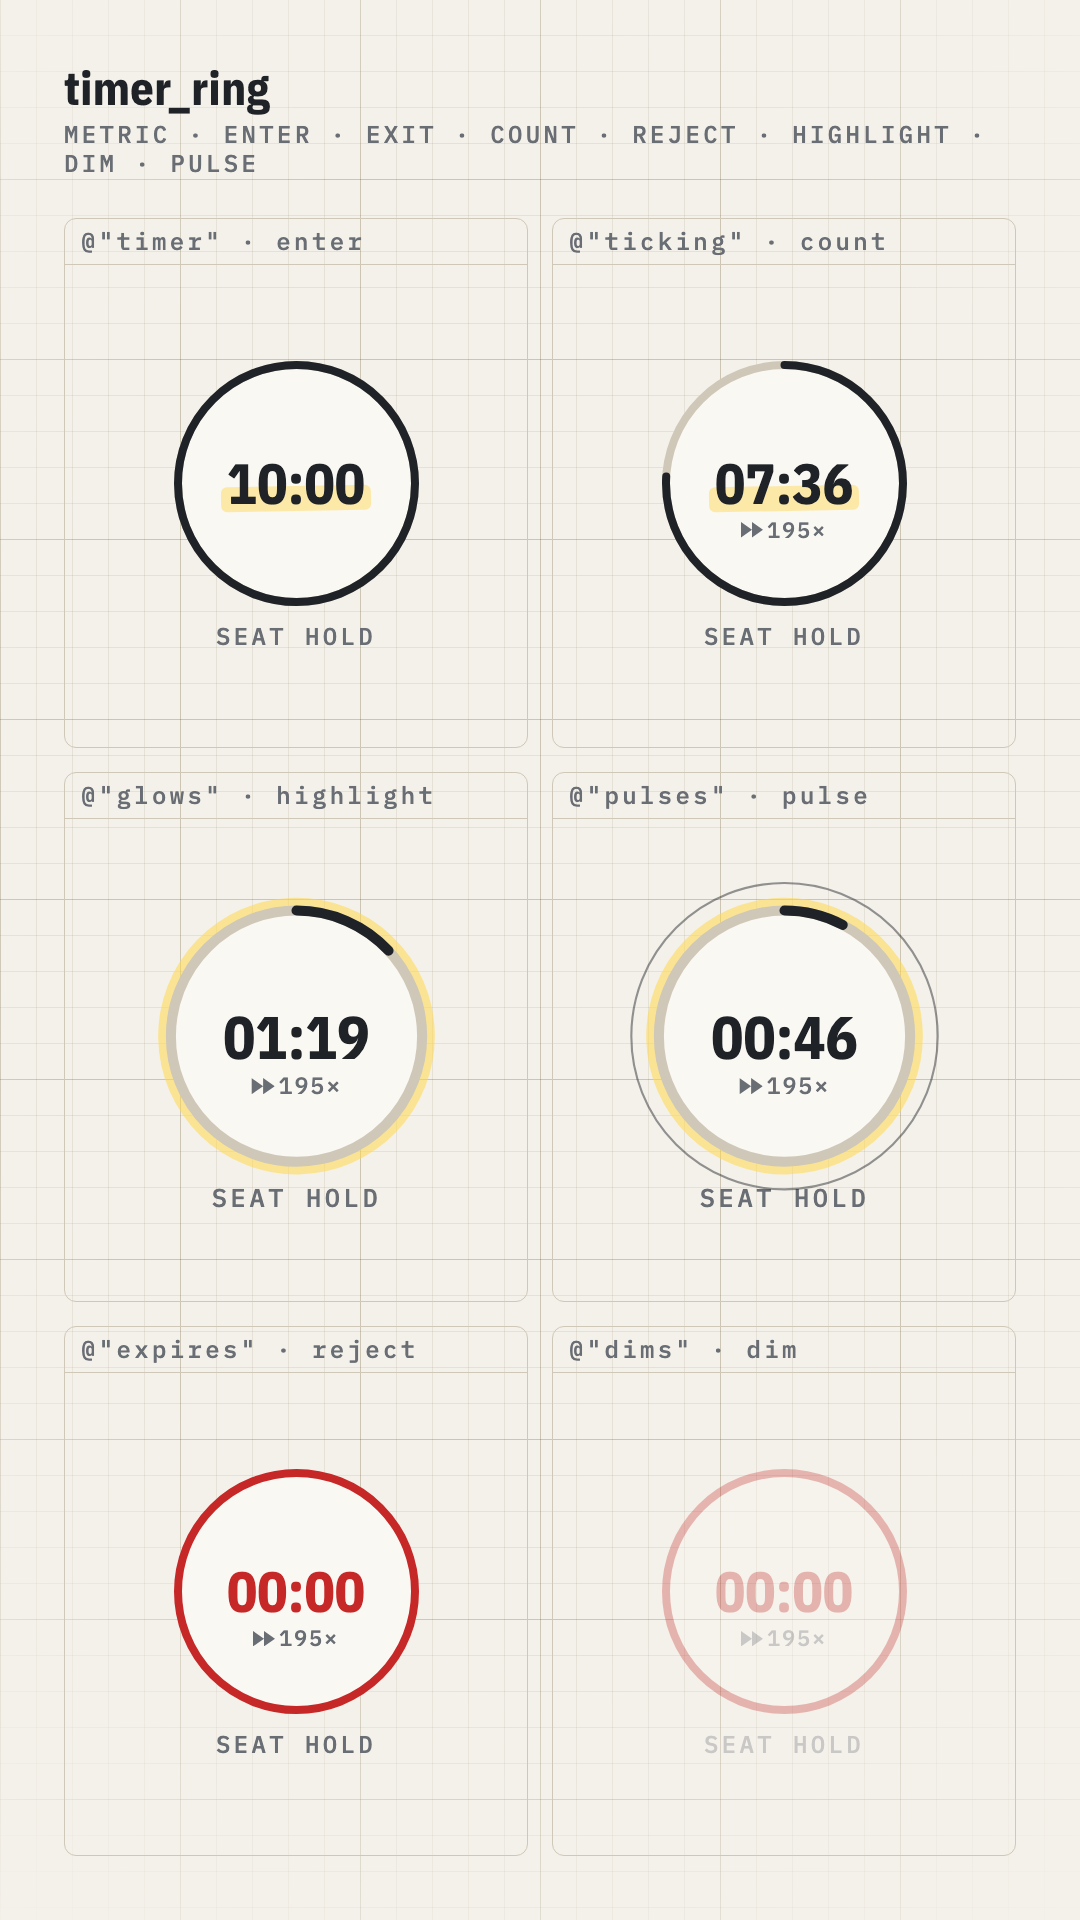 timer_ring
METRIC · ENTER · EXIT · COUNT · REJECT · HIGHLIGHT ·
DIM · PULSE
@"timer" · enter
10:00
SEAT HOLD
@"ticking" · count
07:36
195×
SEAT HOLD
@"glows" · highlight
01:19
195×
SEAT HOLD
@"pulses" · pulse
00:46
195×
SEAT HOLD
@"expires" · reject
00:00
195×
SEAT HOLD
@"dims" · dim
00:00
195×
SEAT HOLD